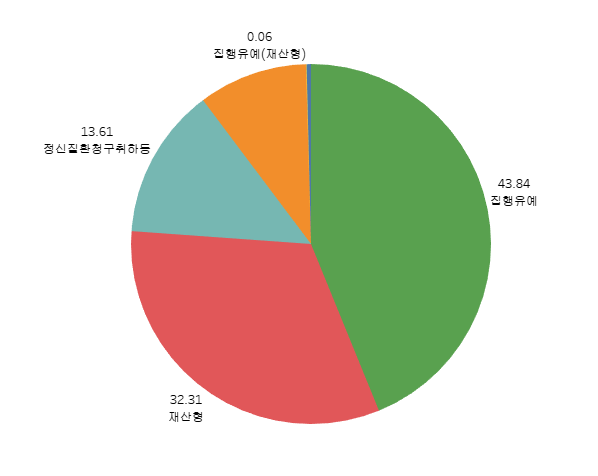 0.06
집행유예(재산형)
13.61
정신질환청구취하등
43.84
집행유예
32.31
재산형